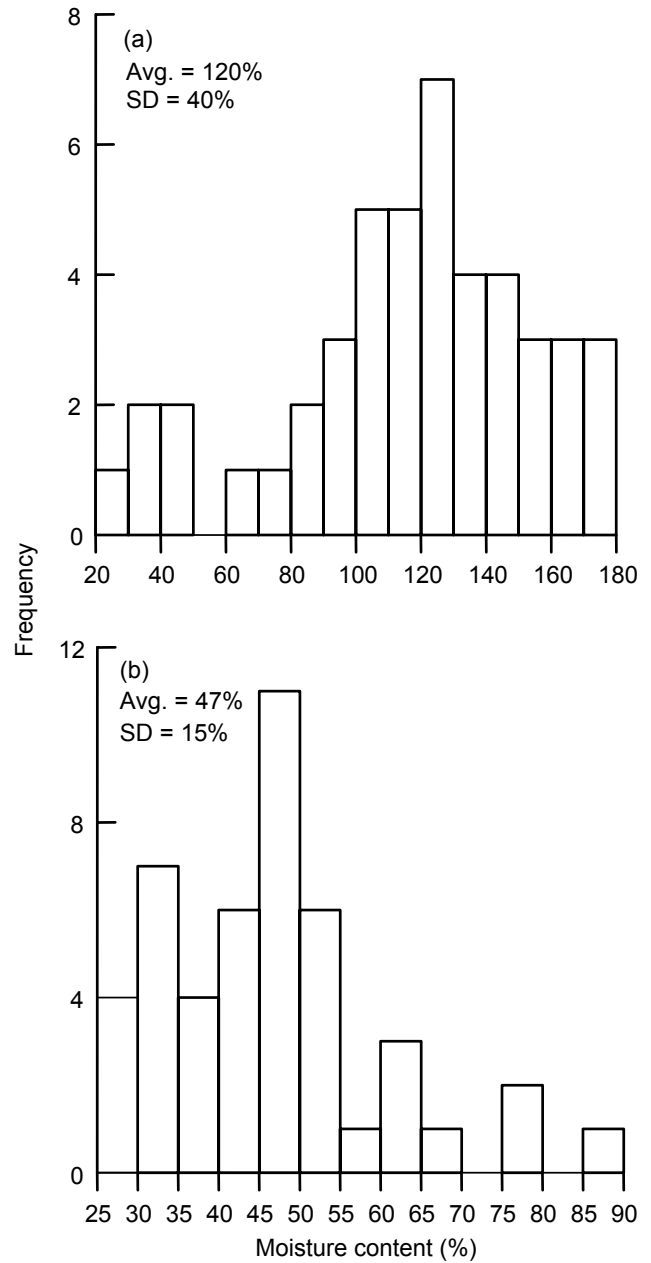 8
(a)
Avg. = 120%
SD = 40%
6
4
2
0
20 40 60 80 100 120 140 160 180
Frequency
12
(b)
Avg. = 47%
SD = 15%
8
4
0
25 30 35 40 45 50 55 60 65 70 75 80 85 90
Moisture content (%)